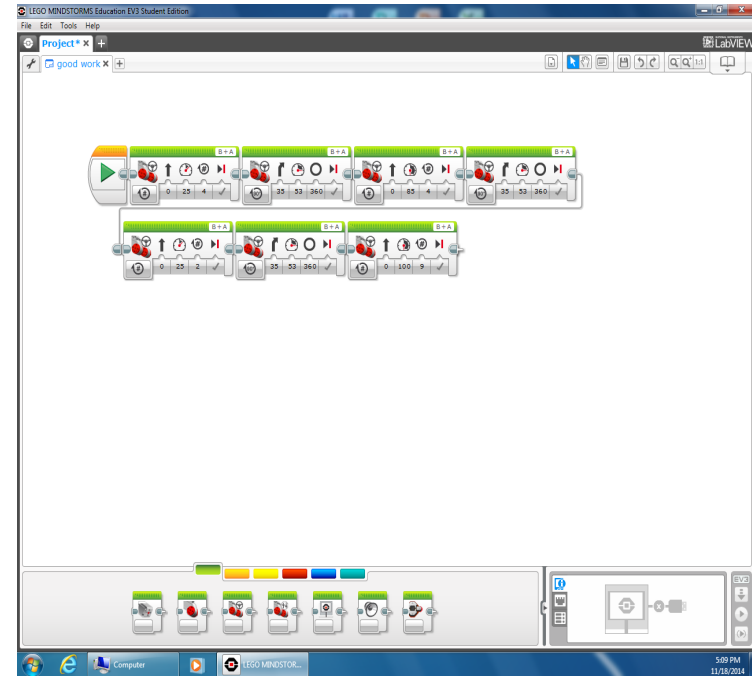 LEGO MINDSTORMS Education EV3 Student Edition
File Edit Tools Help
Project* × +
LabVIEW
good work × +
1:1
B + A B + A B + A B + A
# 0 25 4 35 53 360 # 0 85 4 35 53 360
B + A B + A B + A
# 0 25 2 35 53 360 # 0 100 9
EV3
Computer LEGO MINDSTOR...
5:09 PM
11/18/2014